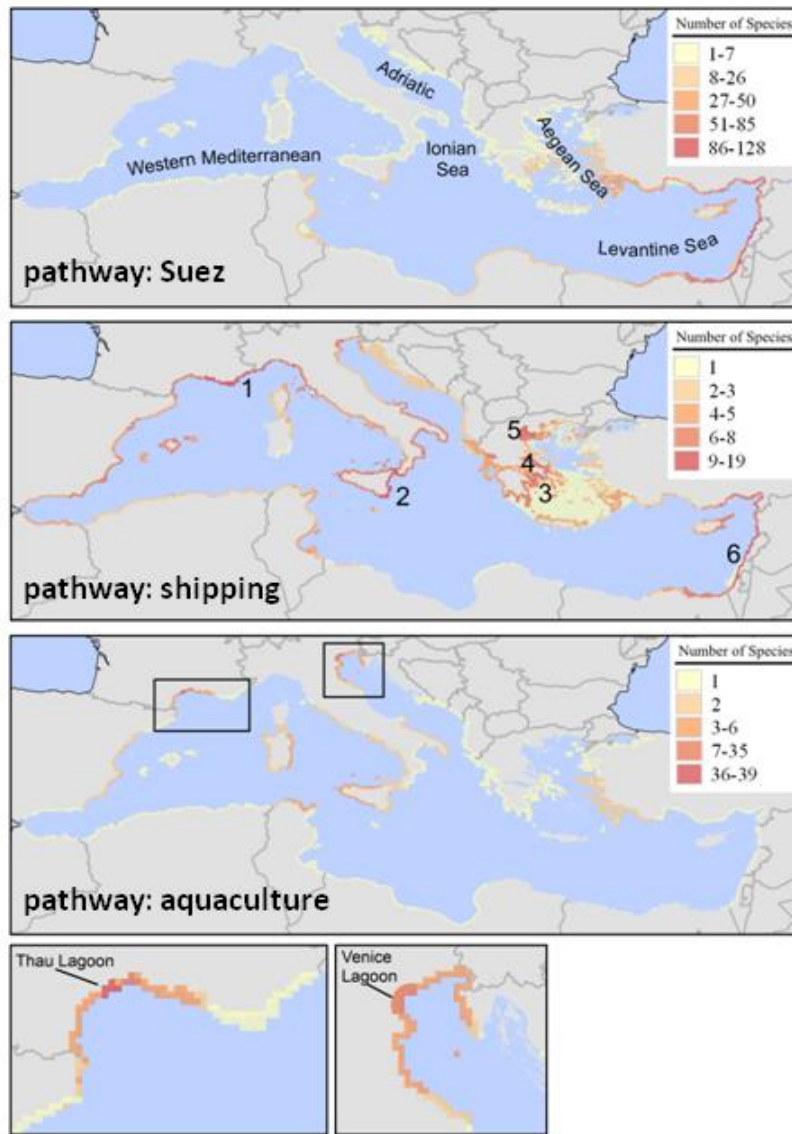 Number of Species
1-7
8-26
27-50
51-85
86-128
Adriatic
Western Mediterranean
Ionian
Sea
Aegean Sea
Levantine Sea
pathway: Suez
Number of Species
1
2-3
4-5
6-8
9-19
1
2
3
4
5
6
pathway: shipping
Number of Species
1
2
3-6
7-35
36-39
pathway: aquaculture
Thau Lagoon
Venice
Lagoon